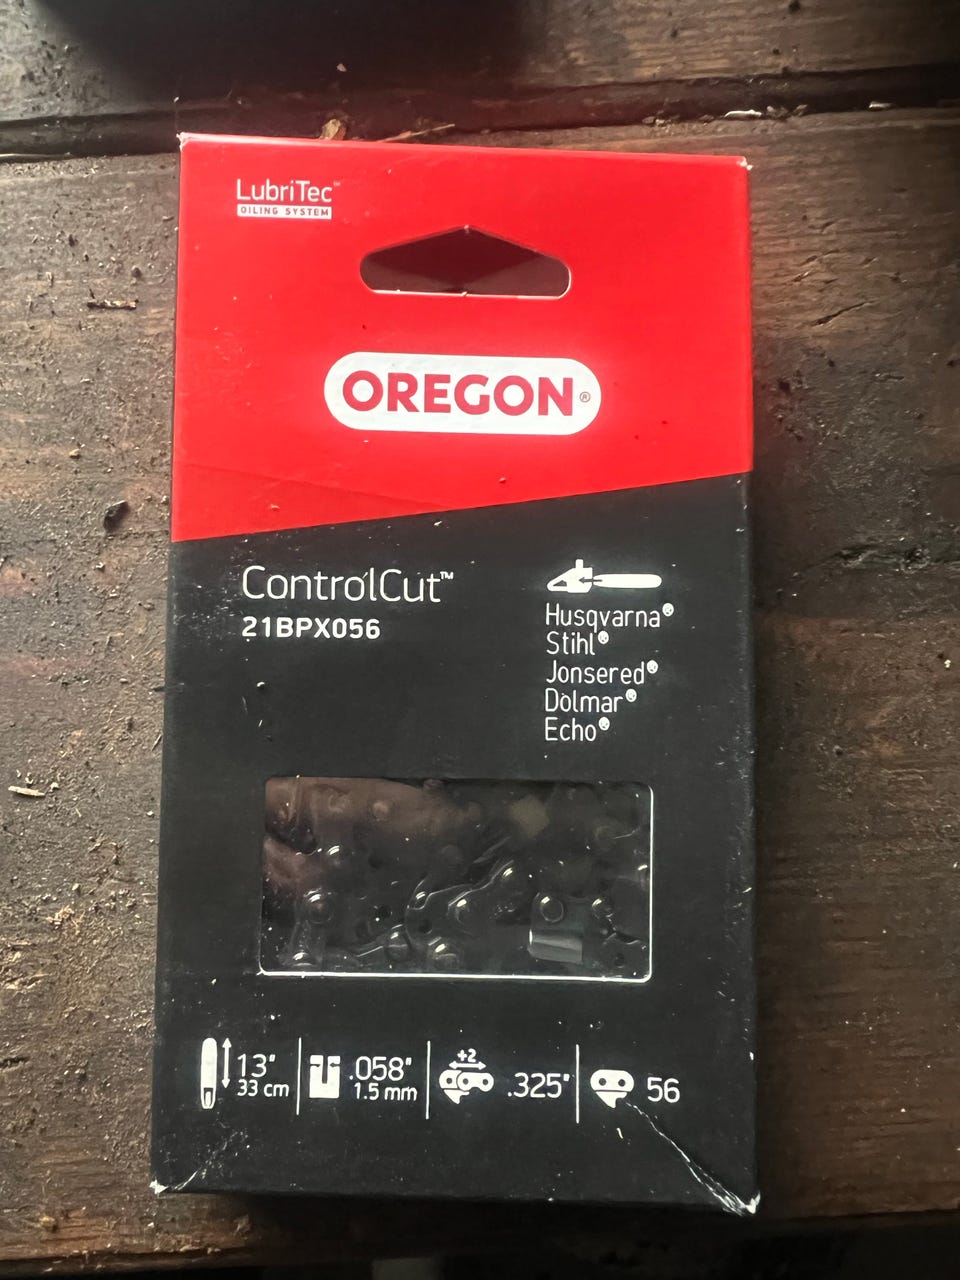 LubriTec™
OILING SYSTEM
OREGON®
ControlCut™
21BPX056
Husqvarna®
Stihl®
Jonsered®
Dolmar®
Echo®
13"
33 cm
.058"
1.5 mm
+2
.325"
56